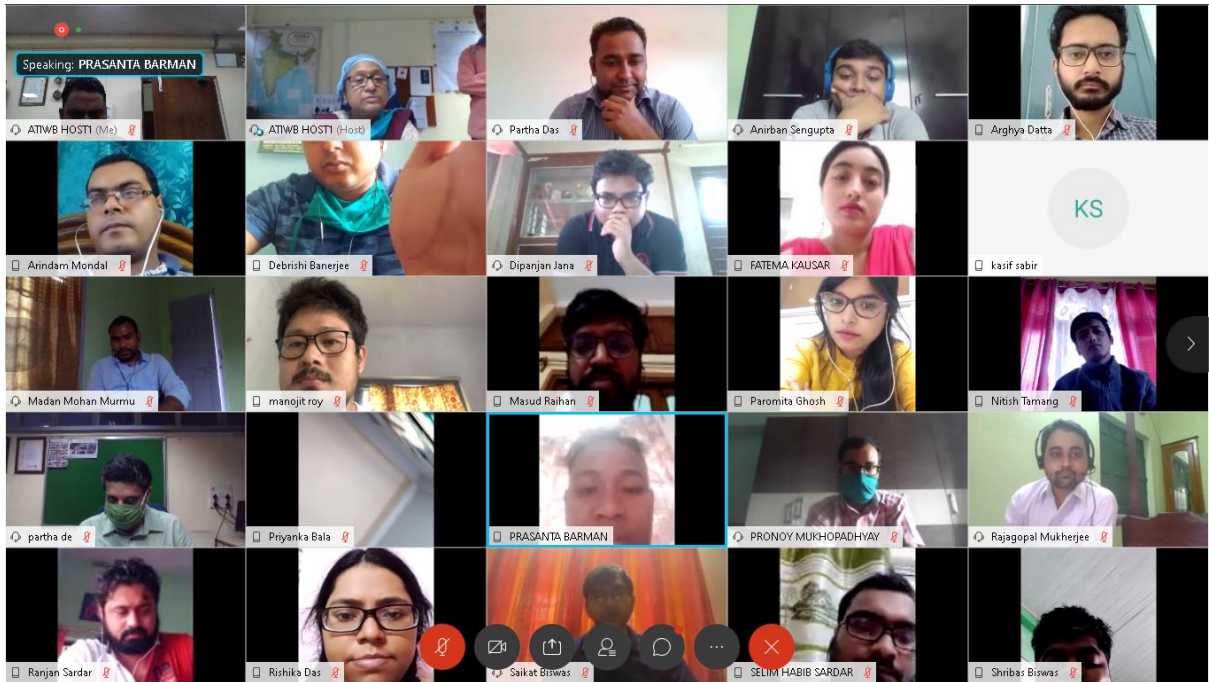 Speaking: PRASANTA BARMAN
ATIWB HOST1 (Me)
ATIWB HOST1 (Host)
Partha Das
Anirban Sengupta
Arghya Datta
Arindam Mondal
Debrishi Banerjee
Dipanjan Jana
FATEMA KAUSAR
KS
kasif sabir
Madan Mohan Murmu
manojit roy
Masud Raihan
Paromita Ghosh
Nitish Tamang
partha de
Priyanka Bala
PRASANTA BARMAN
PRONOY MUKHOPADHYAY
Rajagopal Mukherjee
Ranjan Sardar
Rishika Das
Saikat Biswas
SELIM HABIB SARDAR
Shribas Biswas